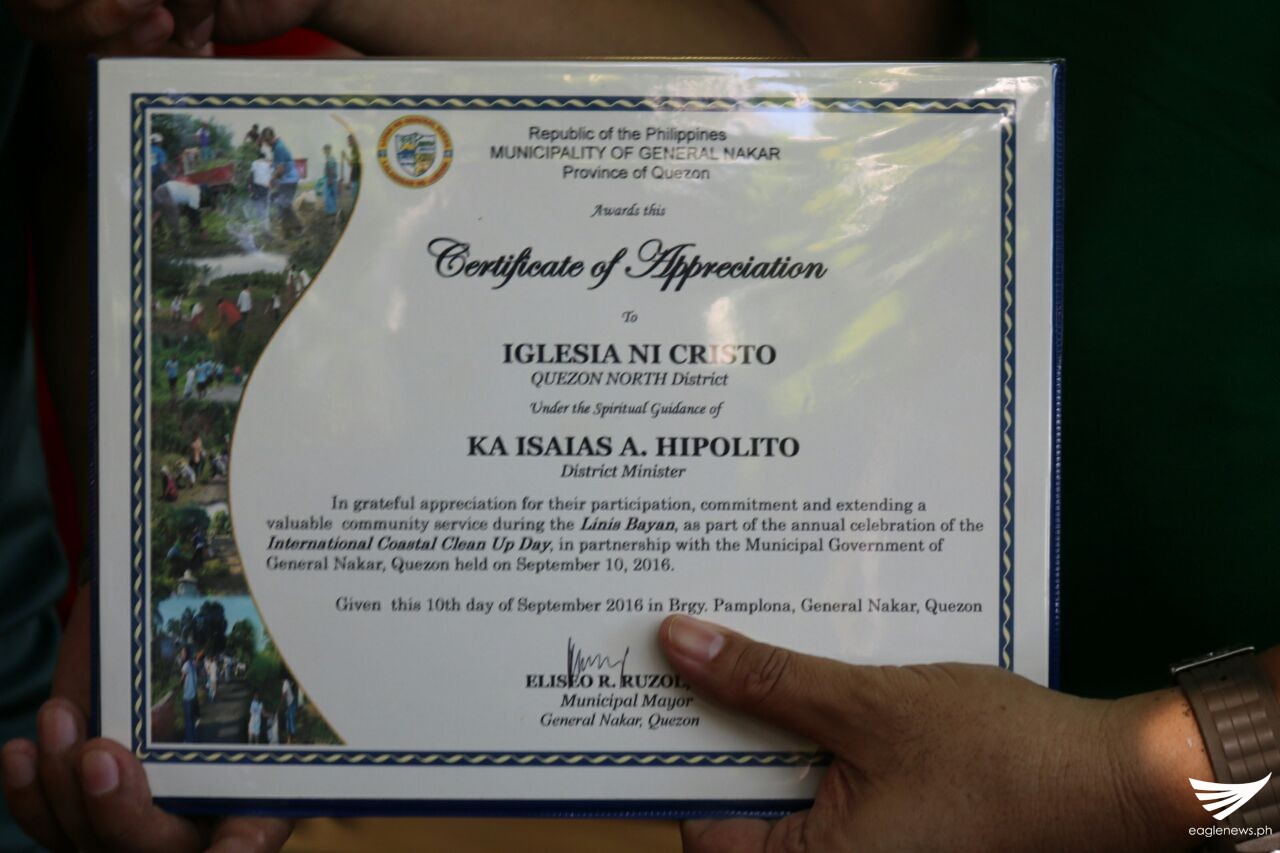 Republic of the Philippines
MUNICIPALITY OF GENERAL NAKAR
Province of Quezon
Awards this
Certificate of Appreciation
To
IGLESIA NI CRISTO
QUEZON NORTH District
Under the Spiritual Guidance of
KA ISAIAS A. HIPOLITO
District Minister
In grateful appreciation for their participation, commitment and extending a
valuable community service during the Linis Bayan, as part of the annual celebration of the
International Coastal Clean Up Day, in partnership with the Municipal Government of
General Nakar, Quezon held on September 10, 2016.
Given this 10th day of September 2016 in Brgy. Pamplona, General Nakar, Quezon
ELISEO R. RUZOL,
Municipal Mayor
General Nakar, Quezon
eaglenews.ph